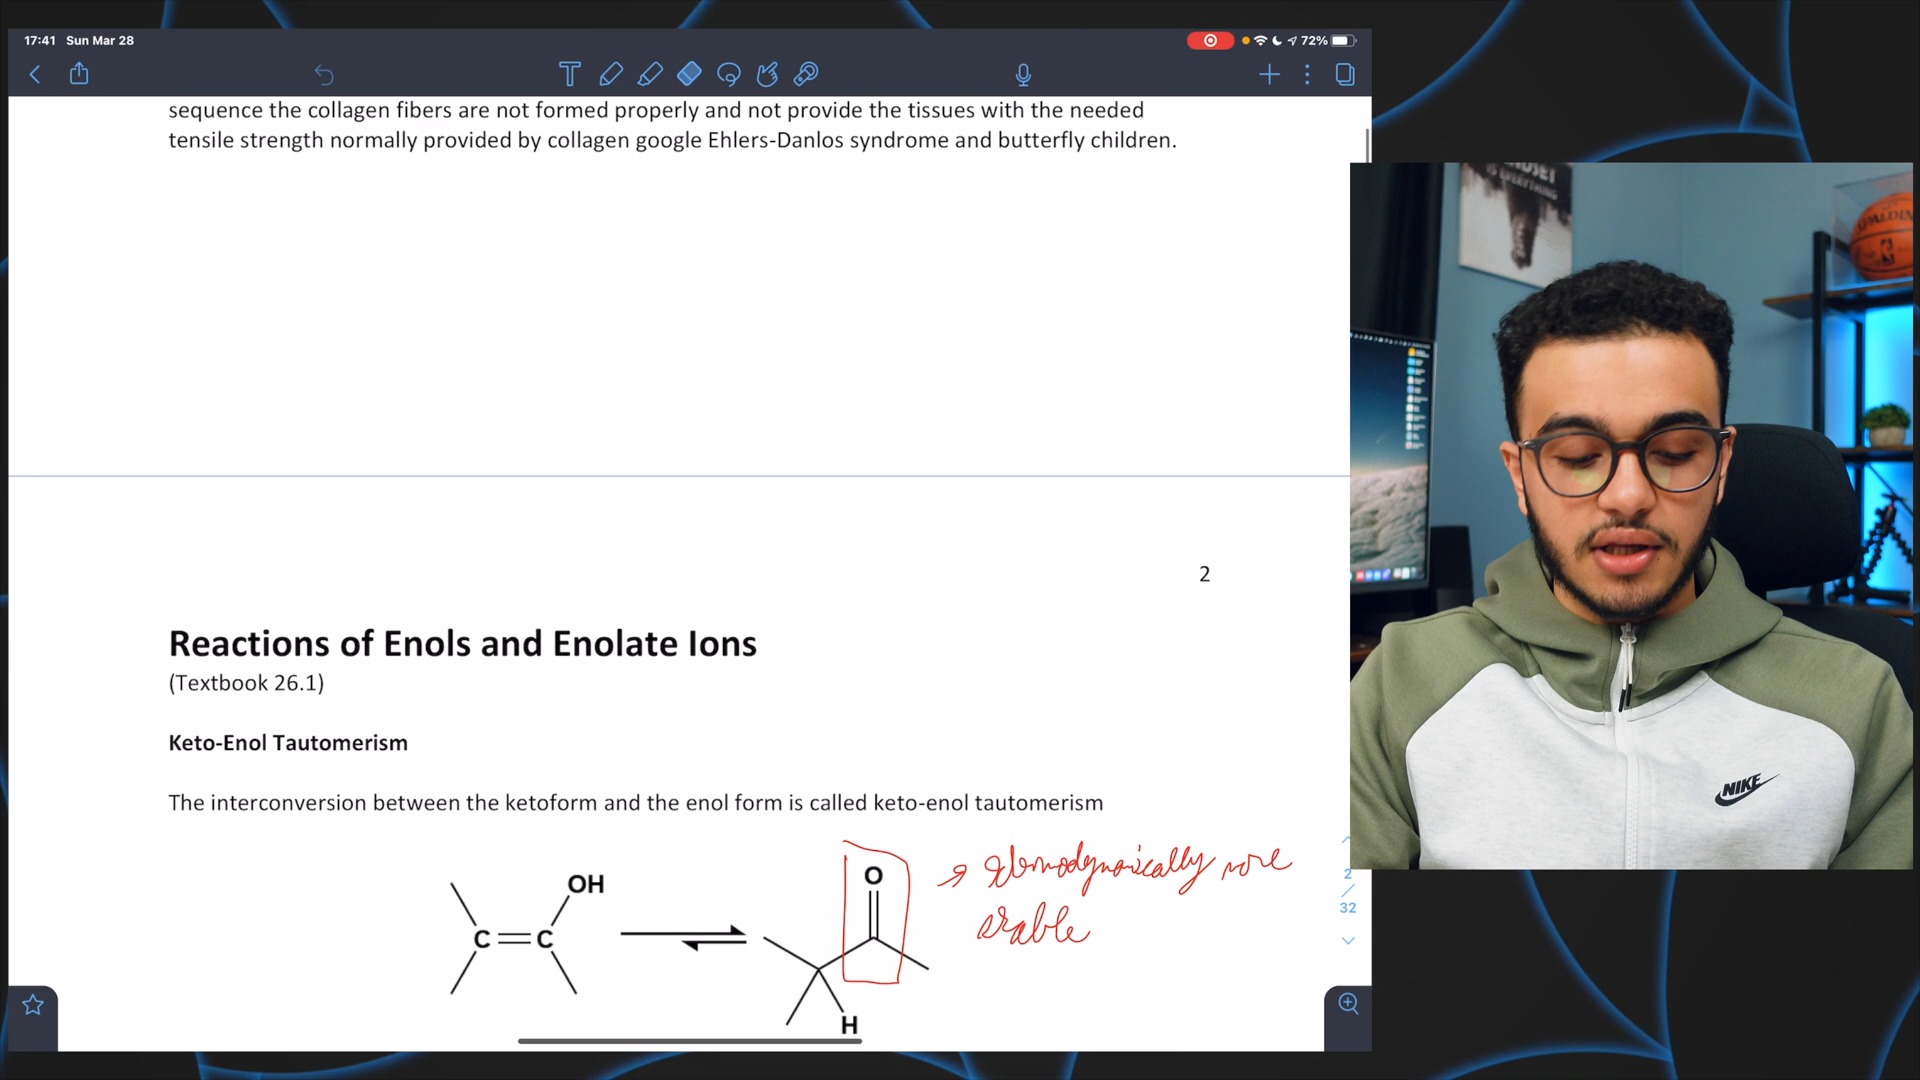 17:41 Sun Mar 28
72%
sequence the collagen fibers are not formed properly and not provide the tissues with the needed
tensile strength normally provided by collagen google Ehlers-Danlos syndrome and butterfly children.
2
Reactions of Enols and Enolate Ions
(Textbook 26.1)
Keto-Enol Tautomerism
The interconversion between the ketoform and the enol form is called keto-enol tautomerism
OH
C C
O
H
→ thermodynamically more
stable
2
/
32
IS EVERYTHING
SPALDING
NIKE